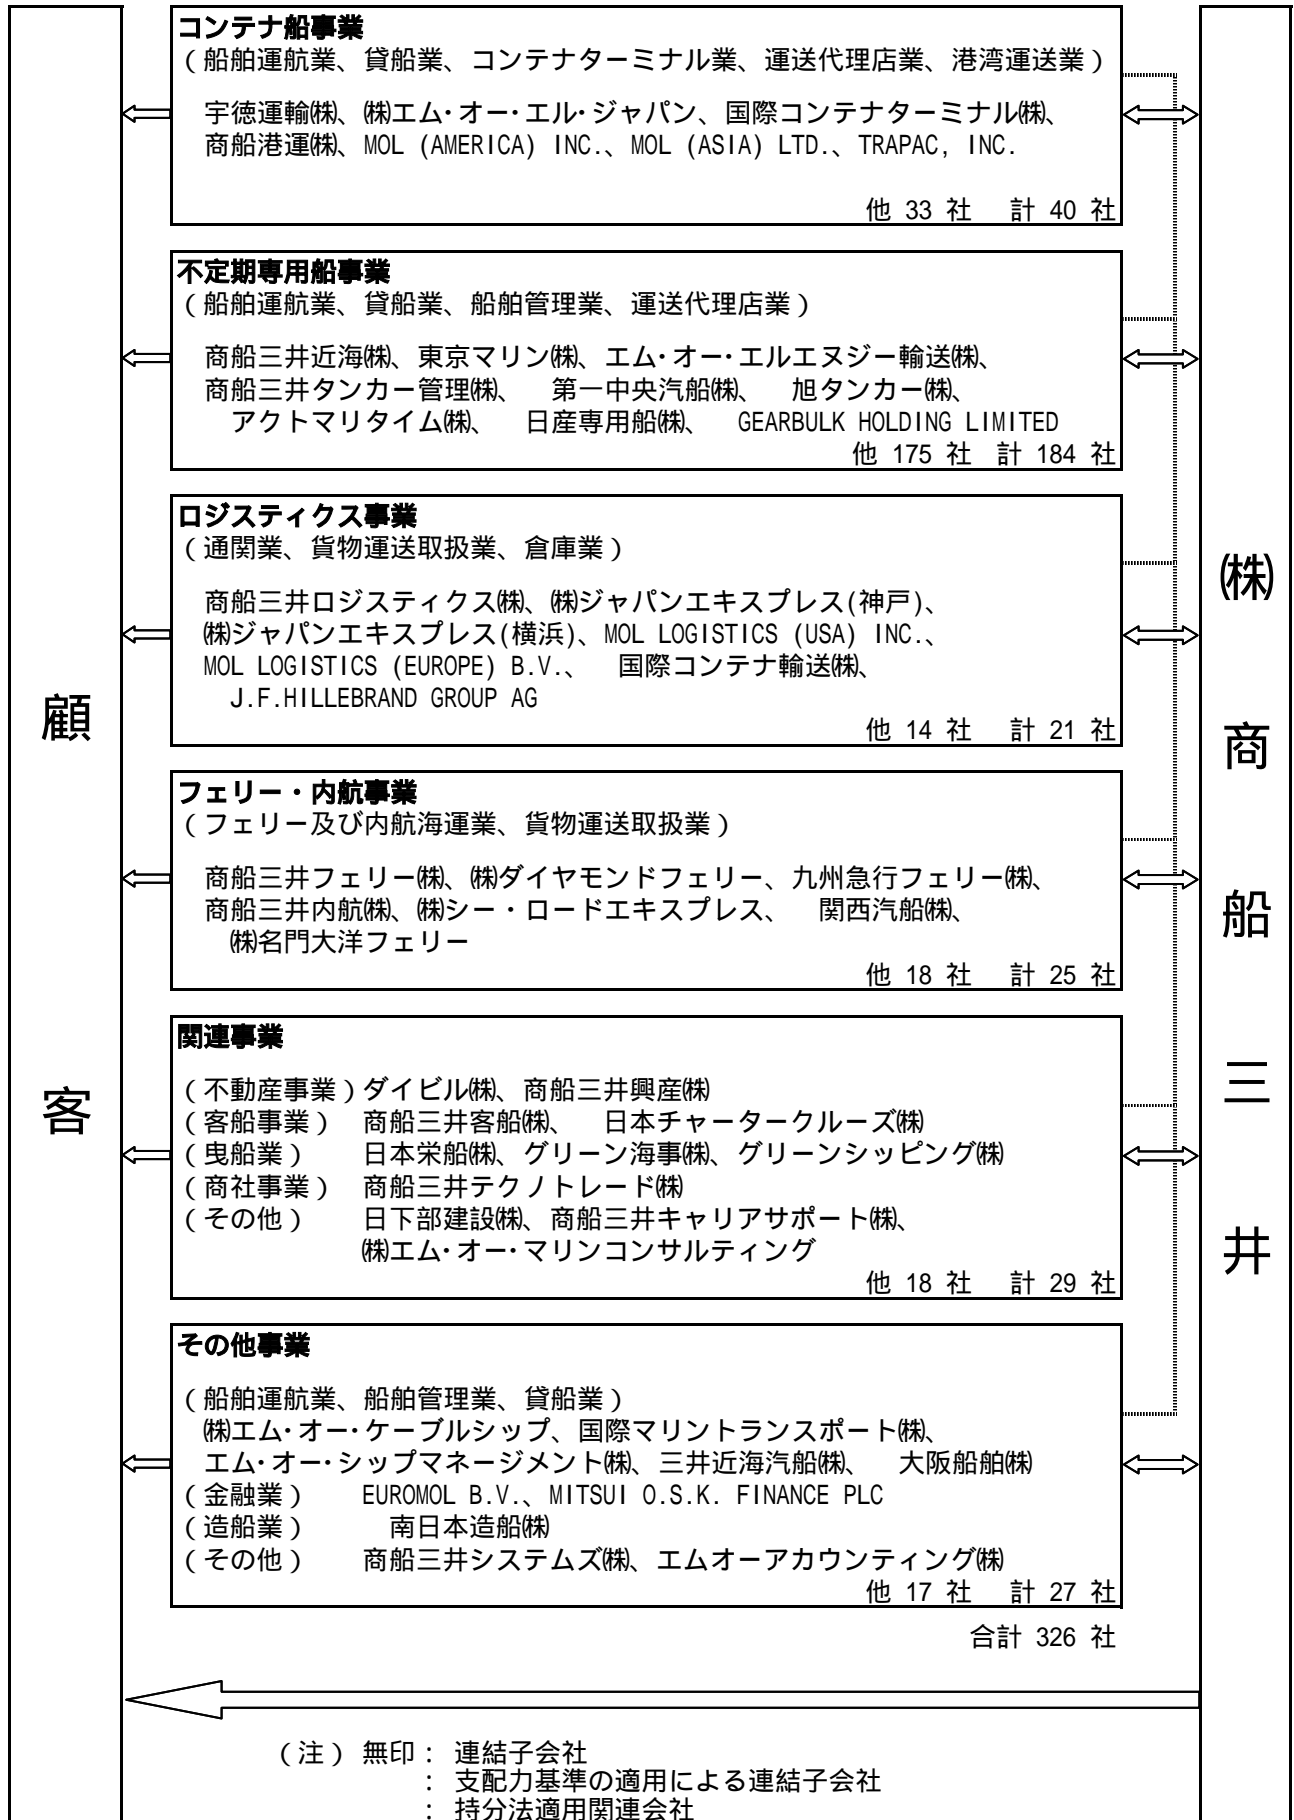 コンテナ船事業
(船舶運航業、貸船業、コンテナターミナル業、運送代理店業、港湾運送業)
宇徳運輸㈱、㈱エム・オー・エル・ジャパン、国際コンテナターミナル㈱、
商船港運㈱、MOL (AMERICA) INC.、MOL (ASIA) LTD.、TRAPAC, INC.
他 33 社 計 40 社
不定期専用船事業
(船舶運航業、貸船業、船舶管理業、運送代理店業)
商船三井近海㈱、東京マリン㈱、エム・オー・エルエヌジー輸送㈱、
商船三井タンカー管理㈱、 第一中央汽船㈱、 旭タンカー㈱、
アクトマリタイム㈱、 日産専用船㈱、 GEARBULK HOLDING LIMITED
他 175 社 計 184 社
ロジスティクス事業
(通関業、貨物運送取扱業、倉庫業)
商船三井ロジスティクス㈱、㈱ジャパンエキスプレス(神戸)、
㈱ジャパンエキスプレス(横浜)、MOL LOGISTICS (USA) INC.、
MOL LOGISTICS (EUROPE) B.V.、 国際コンテナ輸送㈱、
J.F.HILLEBRAND GROUP AG
他 14 社 計 21 社
フェリー・内航事業
(フェリー及び内航海運業、貨物運送取扱業)
商船三井フェリー㈱、㈱ダイヤモンドフェリー、九州急行フェリー㈱、
商船三井内航㈱、㈱シー・ロードエキスプレス、 関西汽船㈱、
㈱名門大洋フェリー
他 18 社 計 25 社
関連事業
(不動産事業)ダイビル㈱、商船三井興産㈱
(客船事業) 商船三井客船㈱、 日本チャータークルーズ㈱
(曳船業) 日本栄船㈱、グリーン海事㈱、グリーンシッピング㈱
(商社事業) 商船三井テクノトレード㈱
(その他) 日下部建設㈱、商船三井キャリアサポート㈱、
㈱エム・オー・マリンコンサルティング
他 18 社 計 29 社
その他事業
(船舶運航業、船舶管理業、貸船業)
㈱エム・オー・ケーブルシップ、国際マリントランスポート㈱、
エム・オー・シップマネージメント㈱、三井近海汽船㈱、 大阪船舶㈱
(金融業) EUROMOL B.V.、MITSUI O.S.K. FINANCE PLC
(造船業) 南日本造船㈱
(その他) 商船三井システムズ㈱、エムオーアカウンティング㈱
他 17 社 計 27 社
合計 326 社
顧客
㈱商船三井
(注) 無印: 連結子会社
: 支配力基準の適用による連結子会社
: 持分法適用関連会社